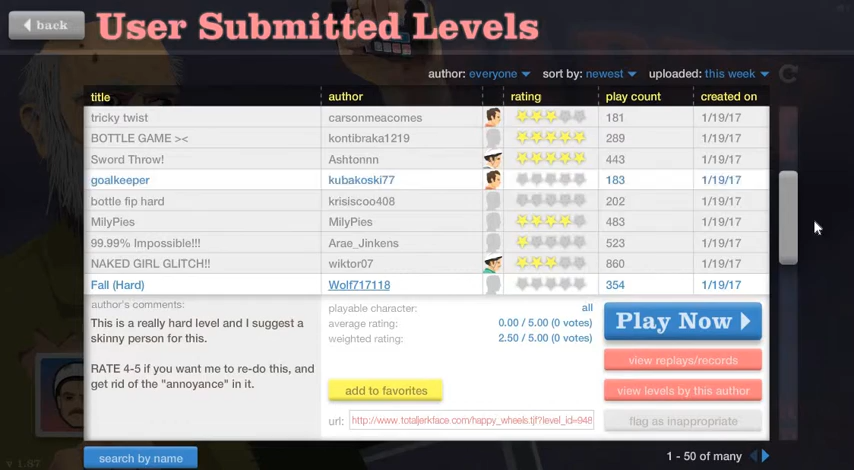 back
User Submitted Levels
author: everyone sort by: newest uploaded: this week
title author rating play count created on
tricky twist carsonmeacomes 181 1/19/17
BOTTLE GAME >< kontibraka1219 289 1/19/17
Sword Throw! Ashtonnn 443 1/19/17
goalkeeper kubakoski77 183 1/19/17
bottle fip hard krisiscoo408 202 1/19/17
MilyPies MilyPies 483 1/19/17
99.99% Impossible!!! Arae_Jinkens 523 1/19/17
NAKED GIRL GLITCH!! wiktor07 860 1/19/17
Fall (Hard) Wolf717118 354 1/19/17
author's comments:
This is a really hard level and I suggest a
skinny person for this.
RATE 4-5 if you want me to re-do this, and
get rid of the "annoyance" in it.
playable character: all
average rating: 0.00 / 5.00 (0 votes)
weighted rating: 2.50 / 5.00 (0 votes)
add to favorites
url: http://www.totaljerkface.com/happy_wheels.tjf?level_id=948
Play Now
view replays/records
view levels by this author
flag as inappropriate
search by name
1 - 50 of many
v 1.87